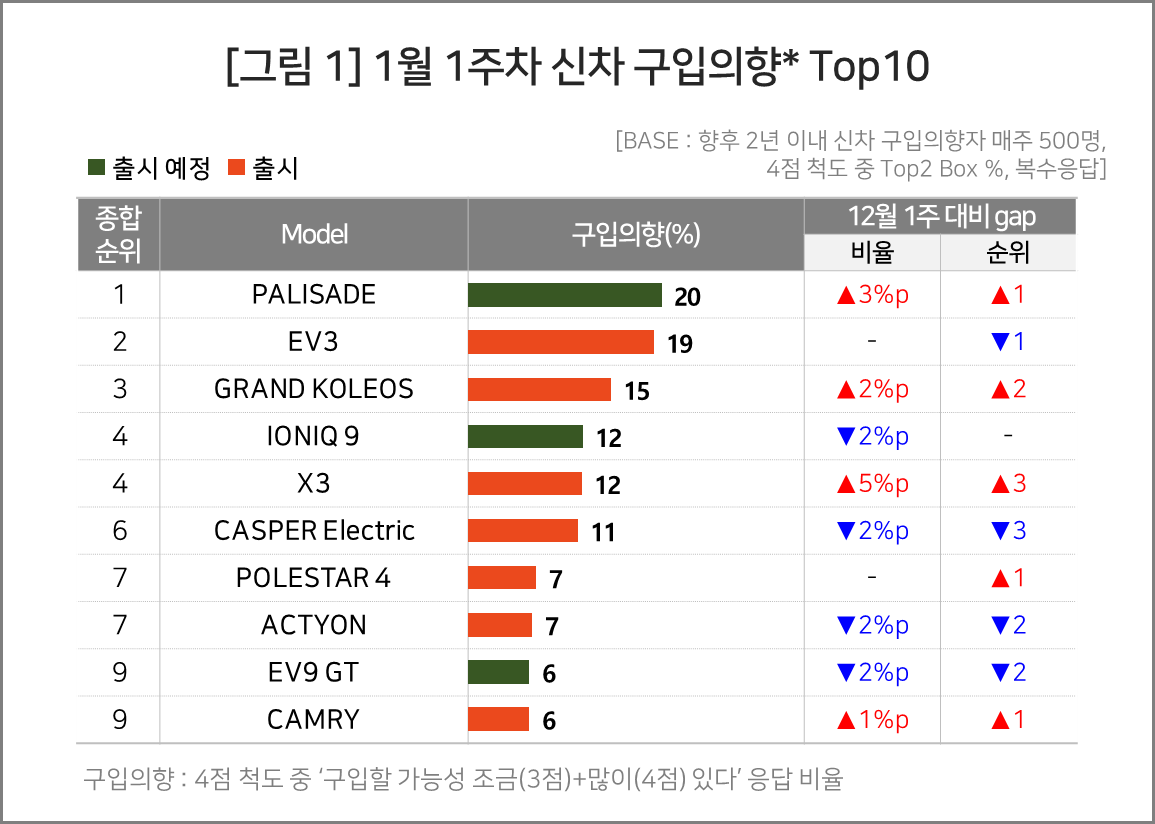 [그림 1] 1월 1주차 신차 구입의향* Top10
[BASE : 향후 2년 이내 신차 구입의향자 매주 500명,
4점 척도 중 Top2 Box %, 복수응답]
■ 출시 예정 ■ 출시
종합 순위 Model 구입의향(%) 12월 1주 대비 gap
비율 순위
1 PALISADE 20 ▲3%p ▲1
2 EV3 19 - ▼1
3 GRAND KOLEOS 15 ▲2%p ▲2
4 IONIQ 9 12 ▼2%p -
4 X3 12 ▲5%p ▲3
6 CASPER Electric 11 ▼2%p ▼3
7 POLESTAR 4 7 - ▲1
7 ACTYON 7 ▼2%p ▼2
9 EV9 GT 6 ▼2%p ▼2
9 CAMRY 6 ▲1%p ▲1
구입의향 : 4점 척도 중 ‘구입할 가능성 조금(3점)+많이(4점) 있다’ 응답 비율